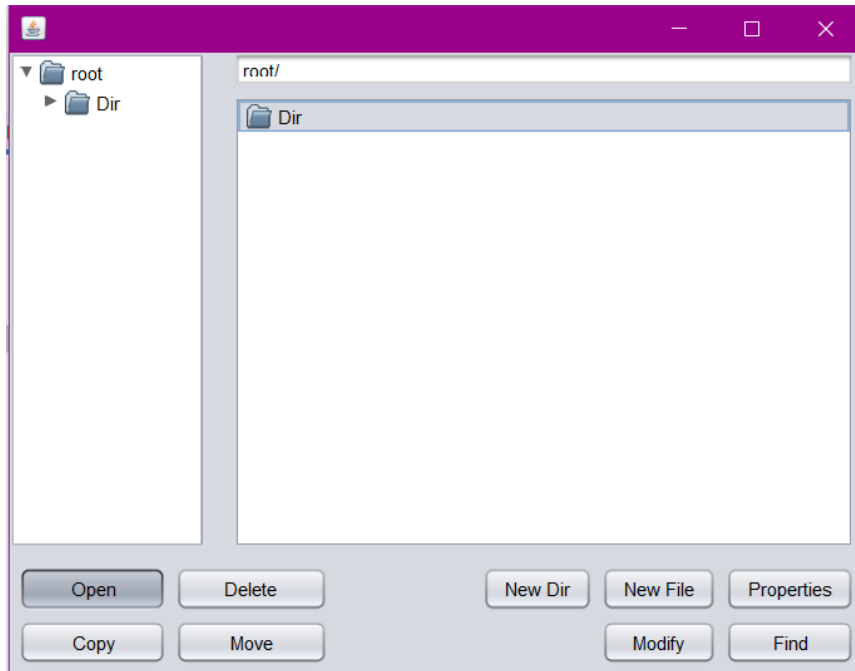 root
Dir
root/
Dir
Open
Delete
New Dir
New File
Properties
Copy
Move
Modify
Find